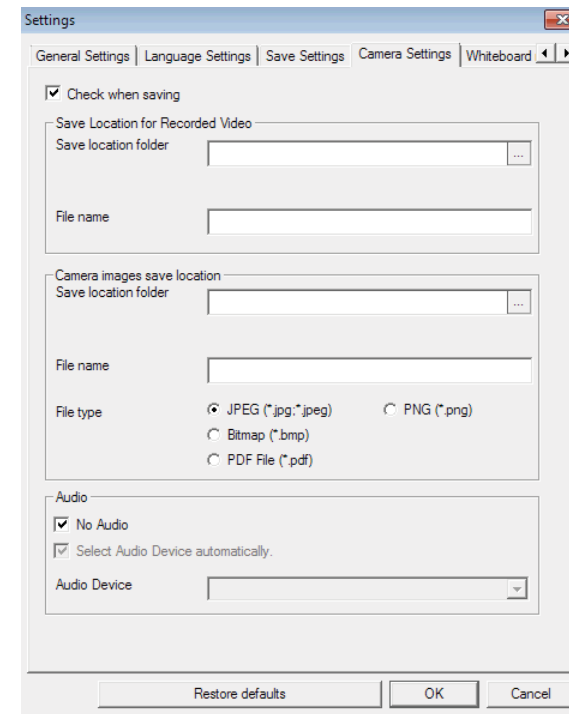 Settings
General Settings Language Settings Save Settings Camera Settings Whiteboard
Check when saving
Save Location for Recorded Video
Save location folder
...
File name
Camera images save location
Save location folder
...
File name
File type
JPEG (*.jpg;*.jpeg) PNG (*.png)
Bitmap (*.bmp)
PDF File (*.pdf)
Audio
No Audio
Select Audio Device automatically.
Audio Device
Restore defaults OK Cancel